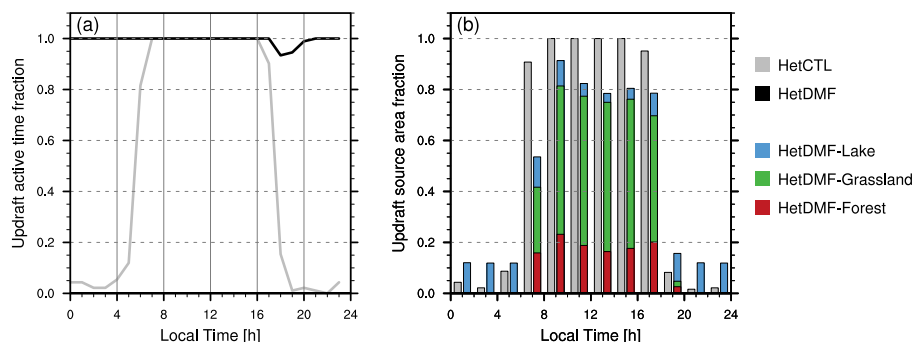 (a)
Updraft active time fraction
1.0
0.8
0.6
0.4
0.2
0.0
0 4 8 12 16 20 24
Local Time [h]
(b)
Updraft source area fraction
1.0
0.8
0.6
0.4
0.2
0.0
0 4 8 12 16 20 24
Local Time [h]
HetCTL
HetDMF
HetDMF-Lake
HetDMF-Grassland
HetDMF-Forest